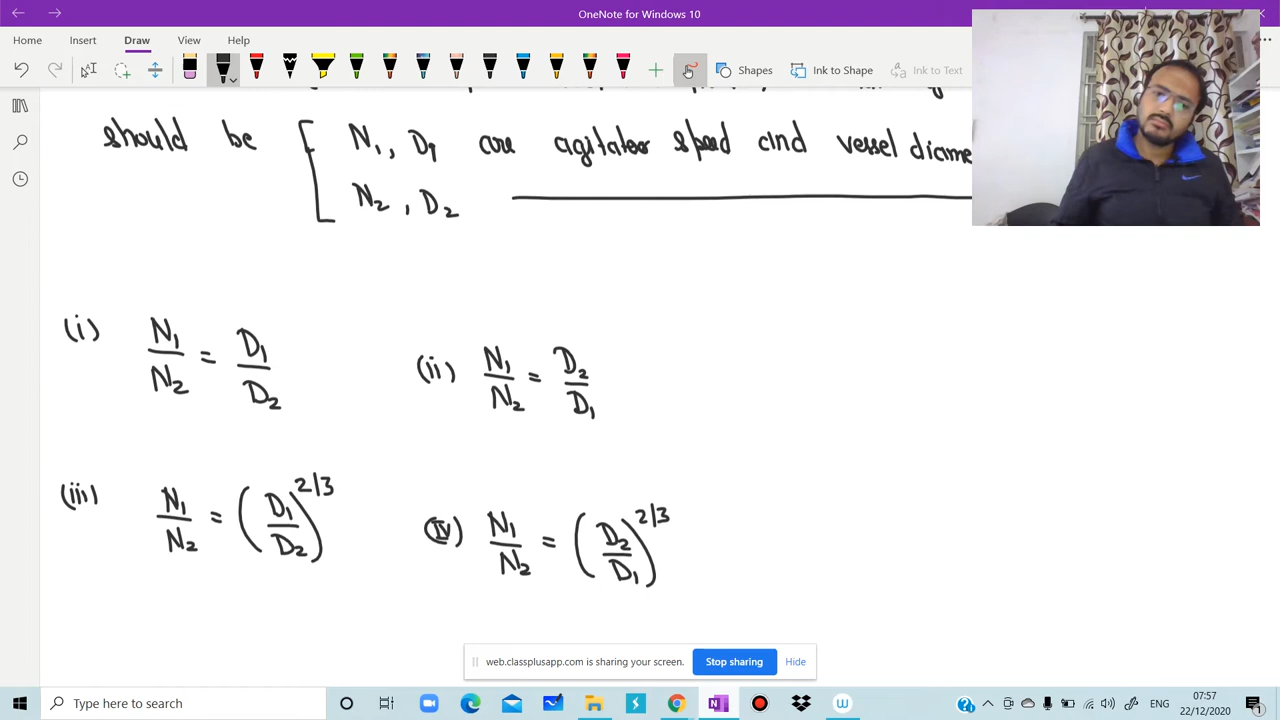 OneNote for Windows 10
Home Insert Draw View Help
Shapes Ink to Shape Ink to Text
should be [ N₁, D₁ are agitator speed and vessel diame
N₂, D₂
(i) N₁/N₂ = D₁/D₂ (ii) N₁/N₂ = D₂/D₁
(iii) N₁/N₂ = (D₁/D₂)^2/3 (iv) N₁/N₂ = (D₂/D₁)^2/3
web.classplusapp.com is sharing your screen. Stop sharing Hide
Type here to search
ENG
07:57
22/12/2020
1